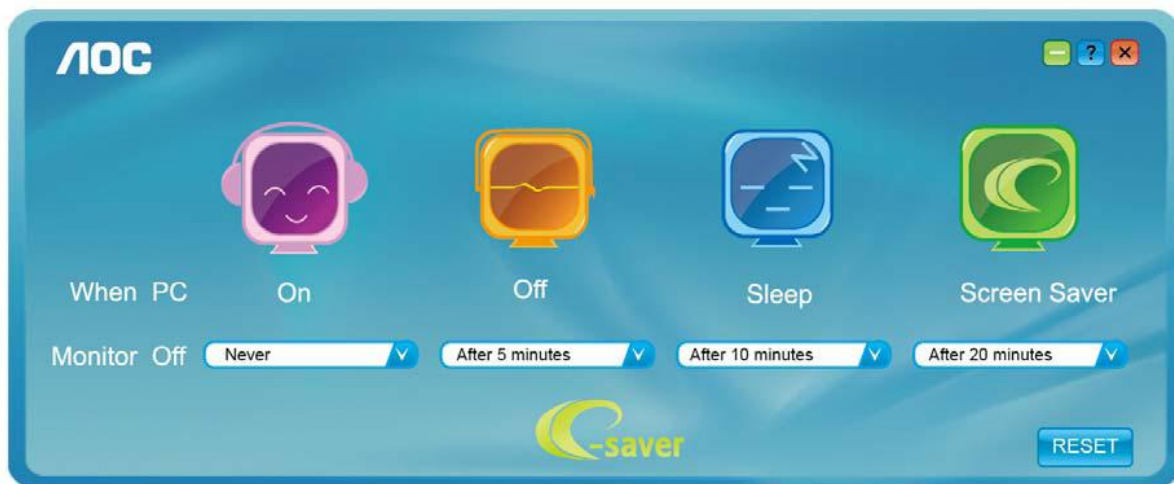 AOC
?
When PC On Off Sleep Screen Saver
Monitor Off Never After 5 minutes After 10 minutes After 20 minutes
e-saver
RESET